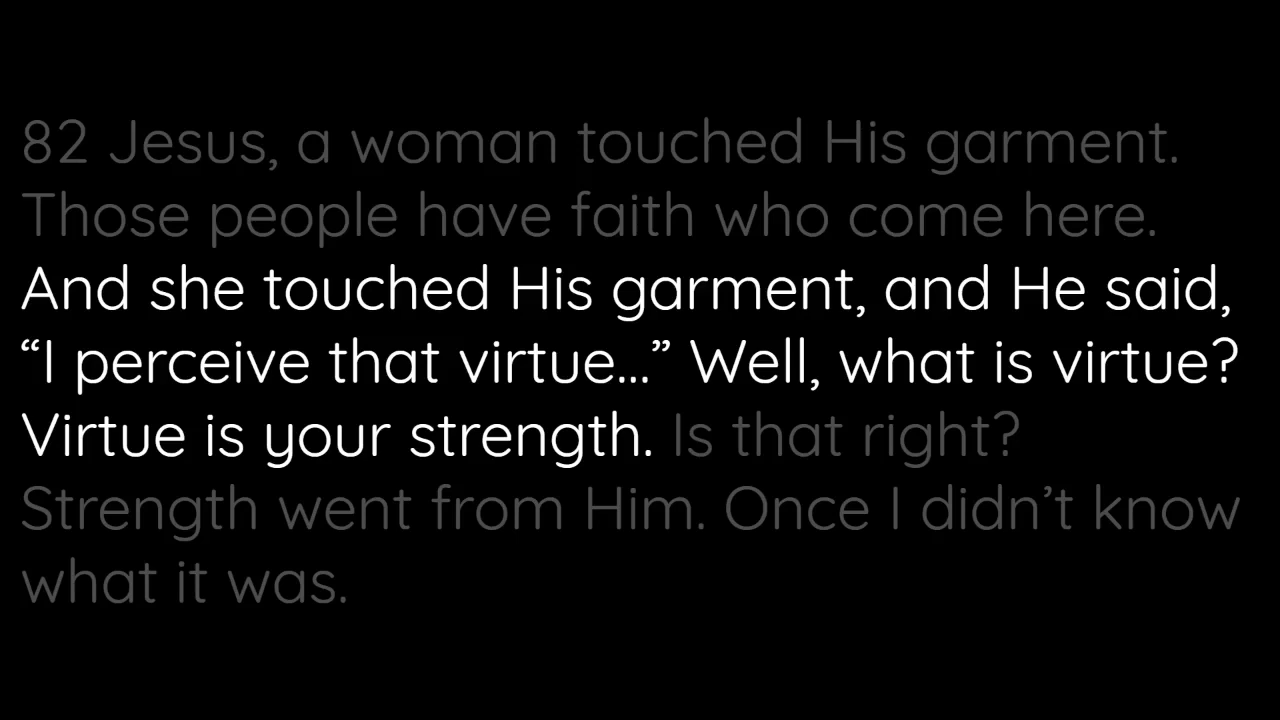 82 Jesus, a woman touched His garment.
Those people have faith who come here.
And she touched His garment, and He said,
“I perceive that virtue...” Well, what is virtue?
Virtue is your strength. Is that right?
Strength went from Him. Once I didn’t know
what it was.